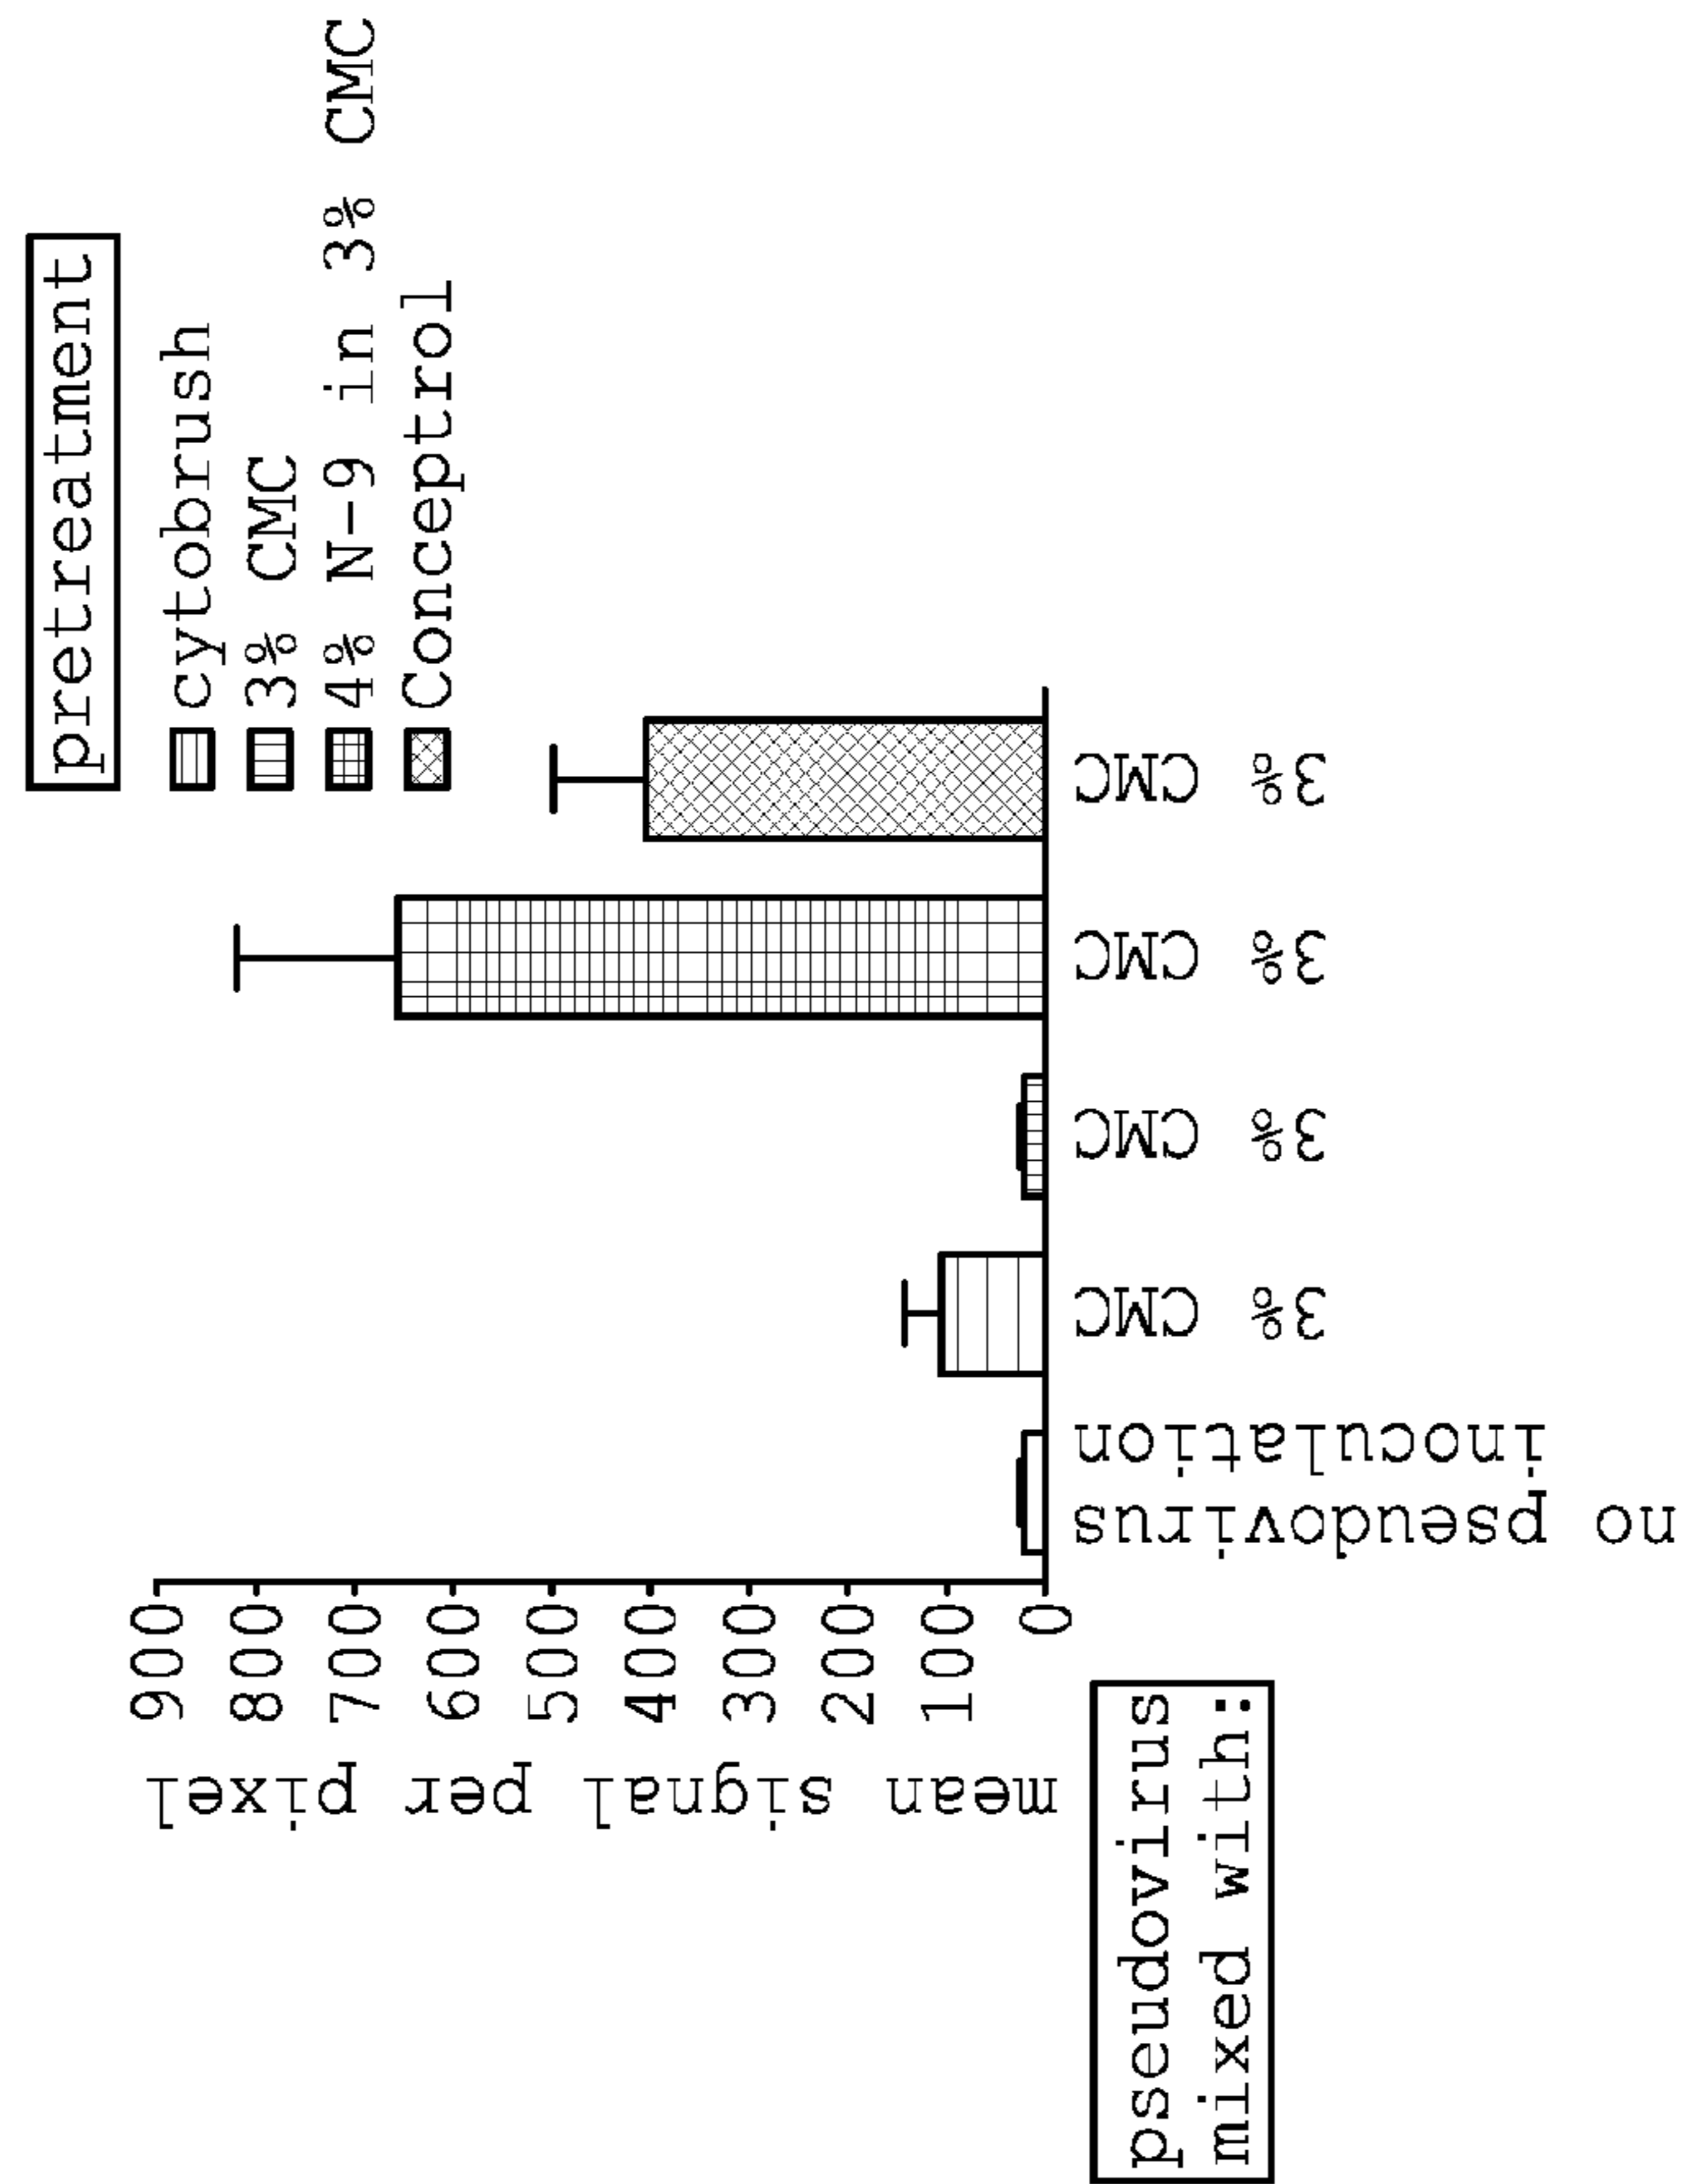 pretreatment
cytobrush
3% CMC
4% N-9 in 3% CMC
Conceptrol
mean signal per pixel
900
800
700
600
500
400
300
200
100
0
pseudovirus
mixed with:
no pseudovirus
inoculation
3% CMC
3% CMC
3% CMC
3% CMC